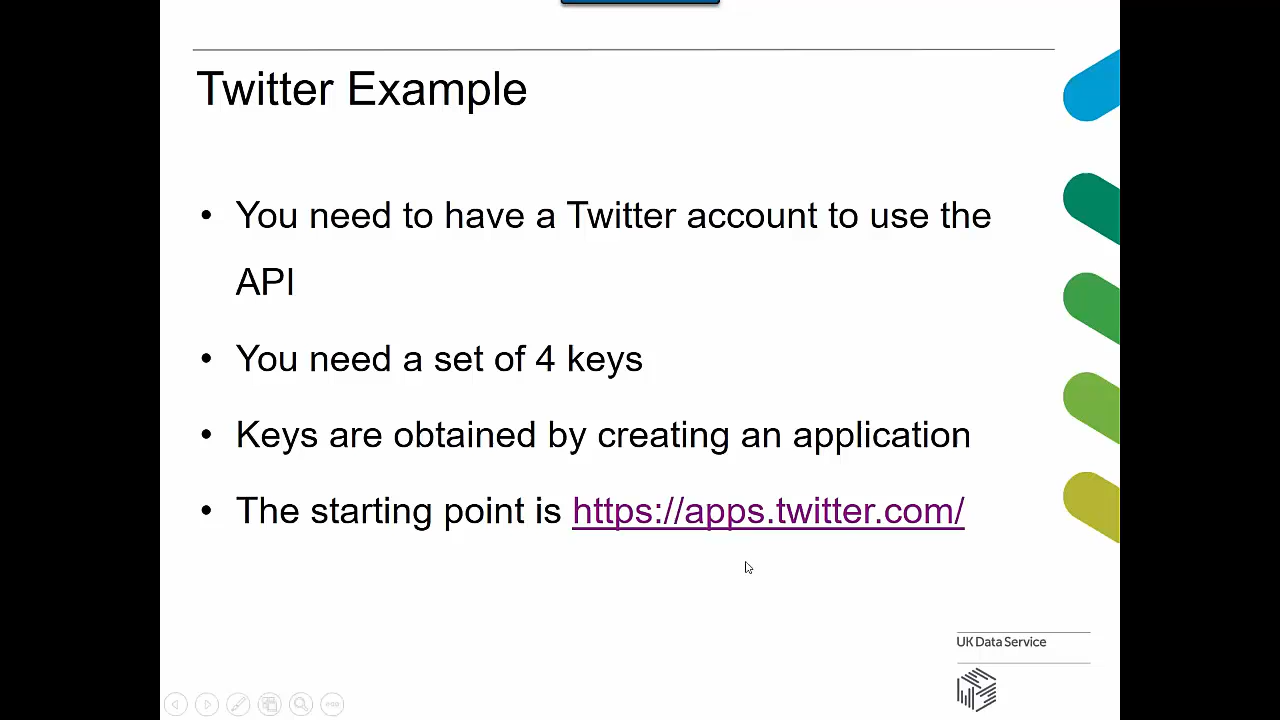 Twitter Example
• You need to have a Twitter account to use the
API
• You need a set of 4 keys
• Keys are obtained by creating an application
• The starting point is https://apps.twitter.com/
UK Data Service